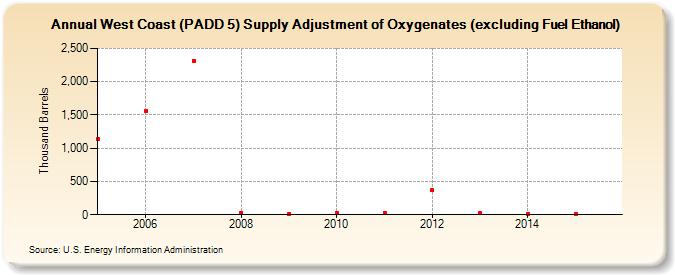 Annual West Coast (PADD 5) Supply Adjustment of Oxygenates (excluding Fuel Ethanol)
Thousand Barrels
2,500
2,000
1,500
1,000
500
0
2006 2008 2010 2012 2014
Source: U.S. Energy Information Administration